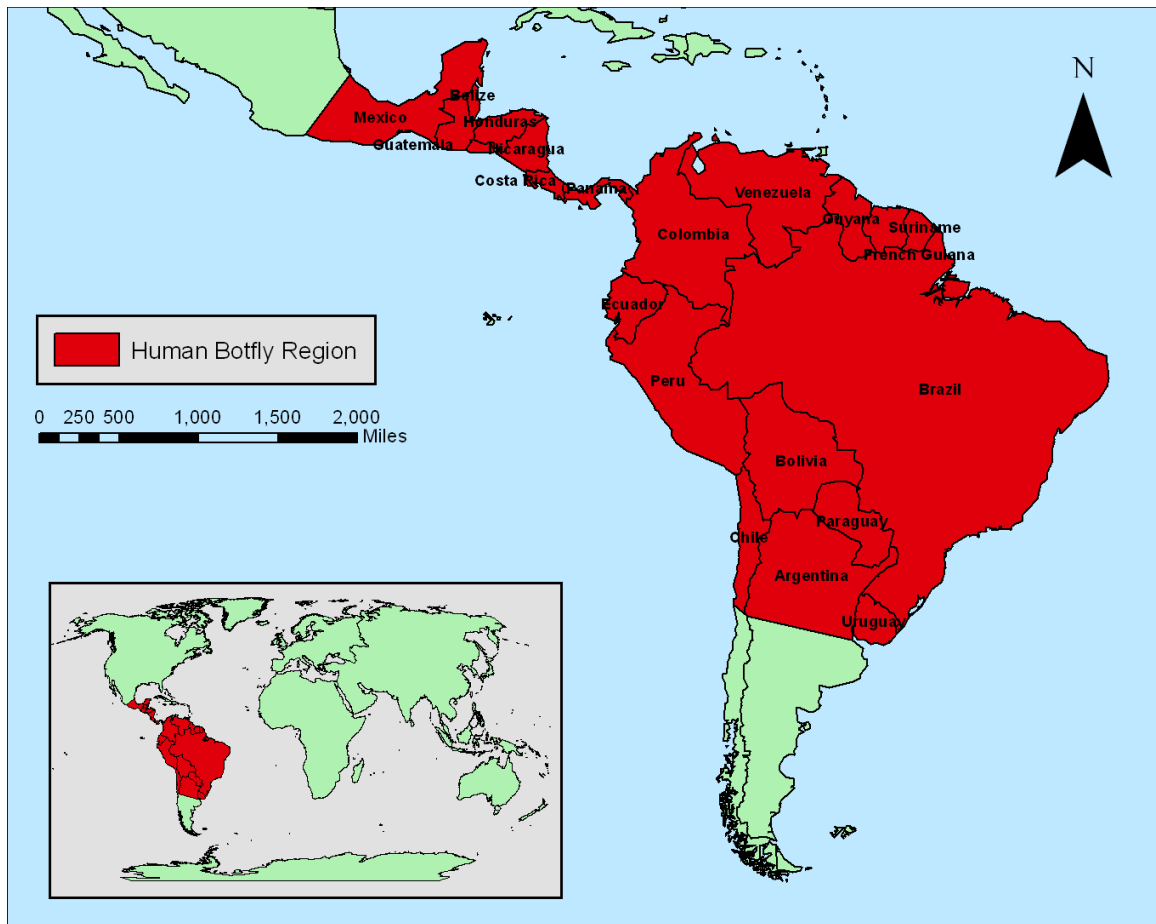 N
Belize
Mexico
Honduras
Guatemala
Nicaragua
Costa Rica
Panama
Venezuela
Guyana
Suriname
Colombia
French Guiana
Ecuador
Human Botfly Region
Peru
Brazil
0 250 500 1,000 1,500 2,000
Miles
Bolivia
Paraguay
Chile
Argentina
Uruguay